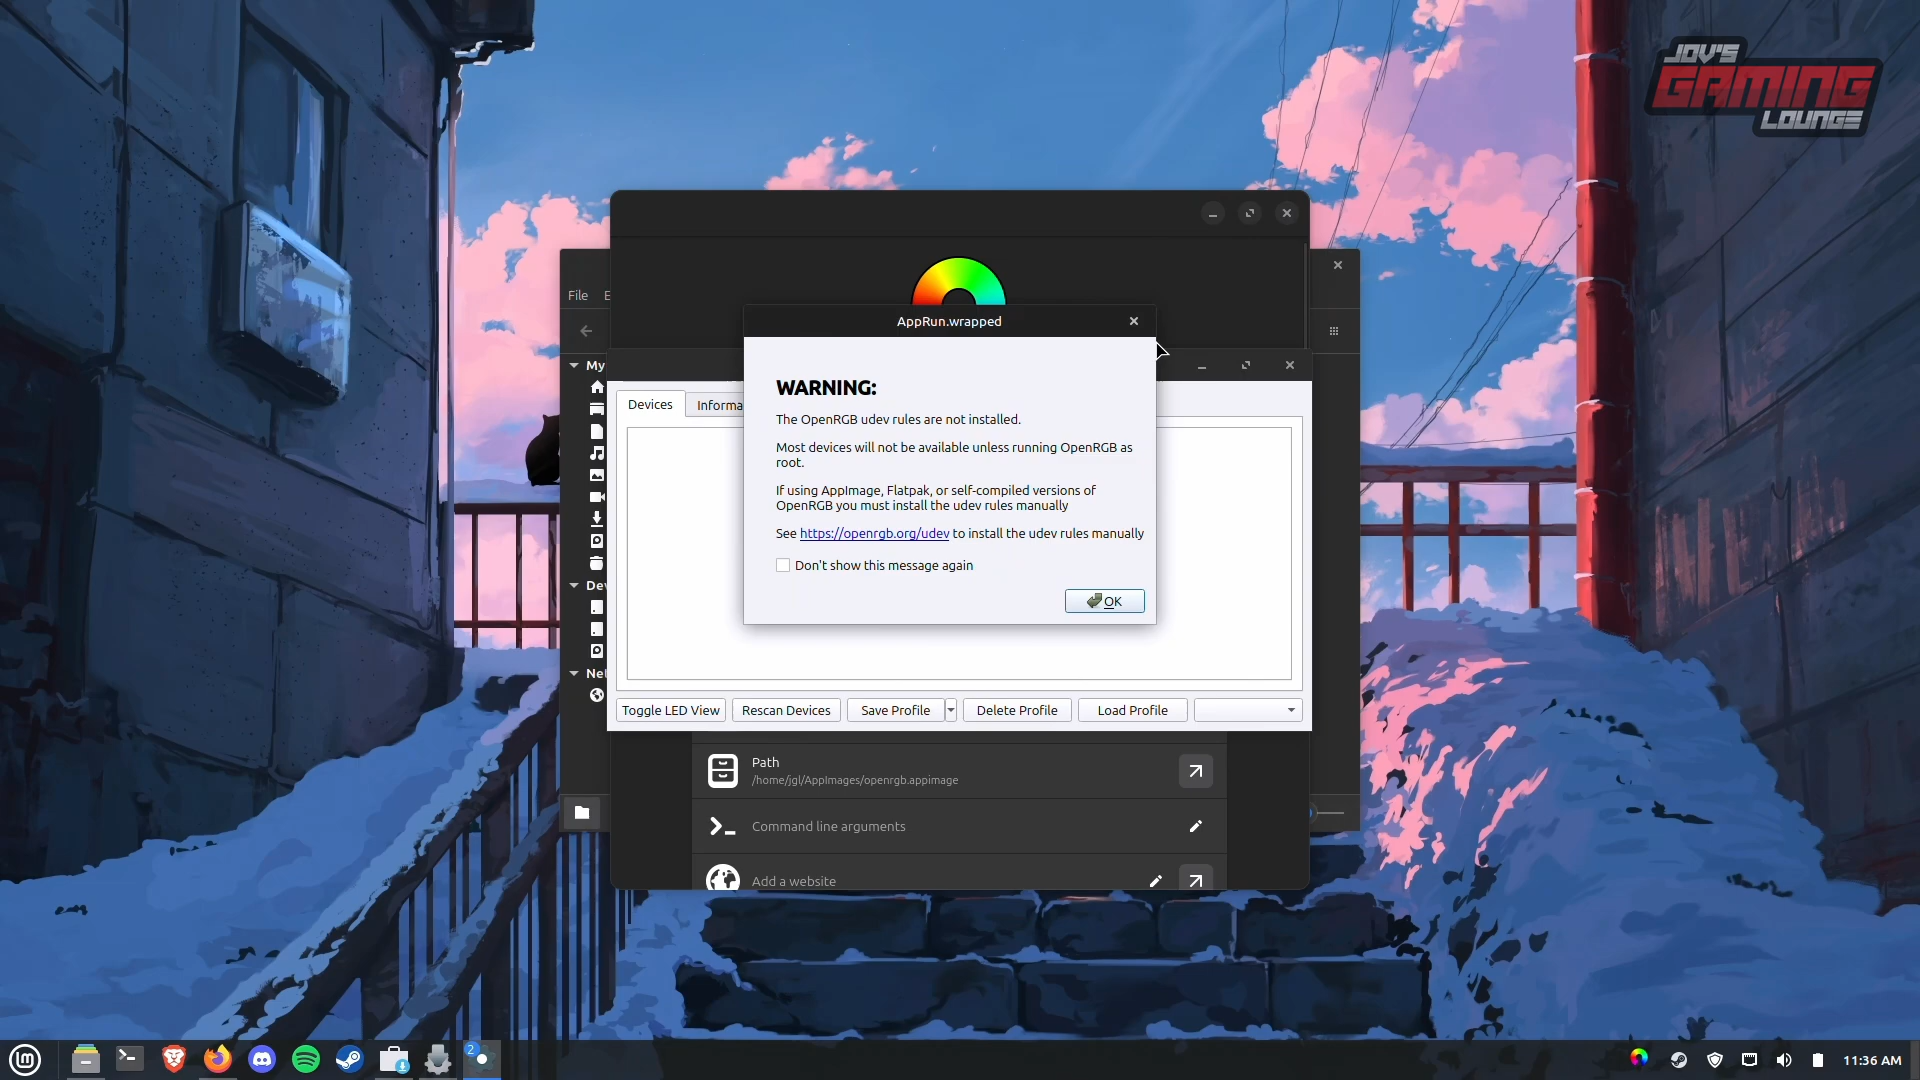 JOV'S
GAMING
LOUNGE
File
AppRun.wrapped
My
Devices
Informa
WARNING:
The OpenRGB udev rules are not installed.
Most devices will not be available unless running OpenRGB as
root.
If using AppImage, Flatpak, or self-compiled versions of
OpenRGB you must install the udev rules manually
See https://openrgb.org/udev to install the udev rules manually
Don't show this message again
OK
Dev
Net
Toggle LED View
Rescan Devices
Save Profile
Delete Profile
Load Profile
Path
/home/jgl/AppImages/openrgb.appimage
Command line arguments
Add a website
2
11:36 AM